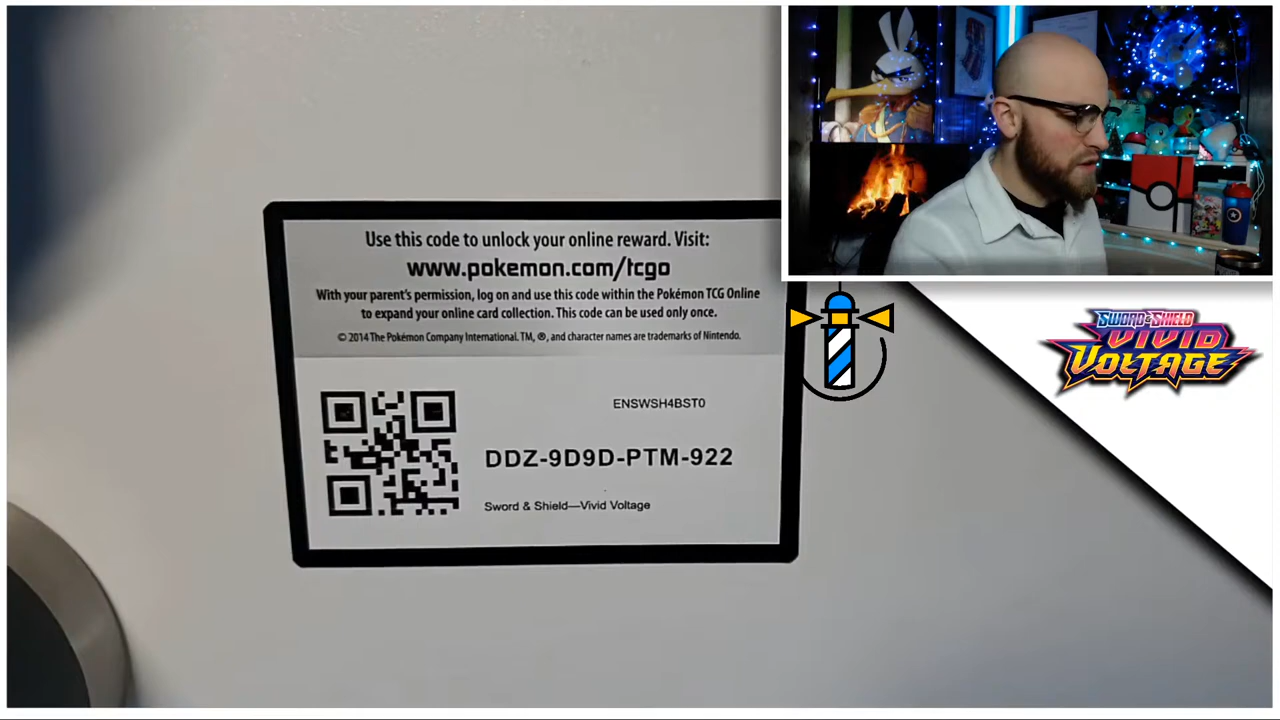 Use this code to unlock your online reward. Visit:
www.pokemon.com/tcgo
With your parent's permission, log on and use this code within the Pokémon TCG Online
to expand your online card collection. This code can be used only once.
© 2014 The Pokémon Company International. TM, ®, and character names are trademarks of Nintendo.
ENSWSH4BST0
DDZ-9D9D-PTM-922
Sword & Shield—Vivid Voltage
SWORD & SHIELD
VIVID
VOLTAGE